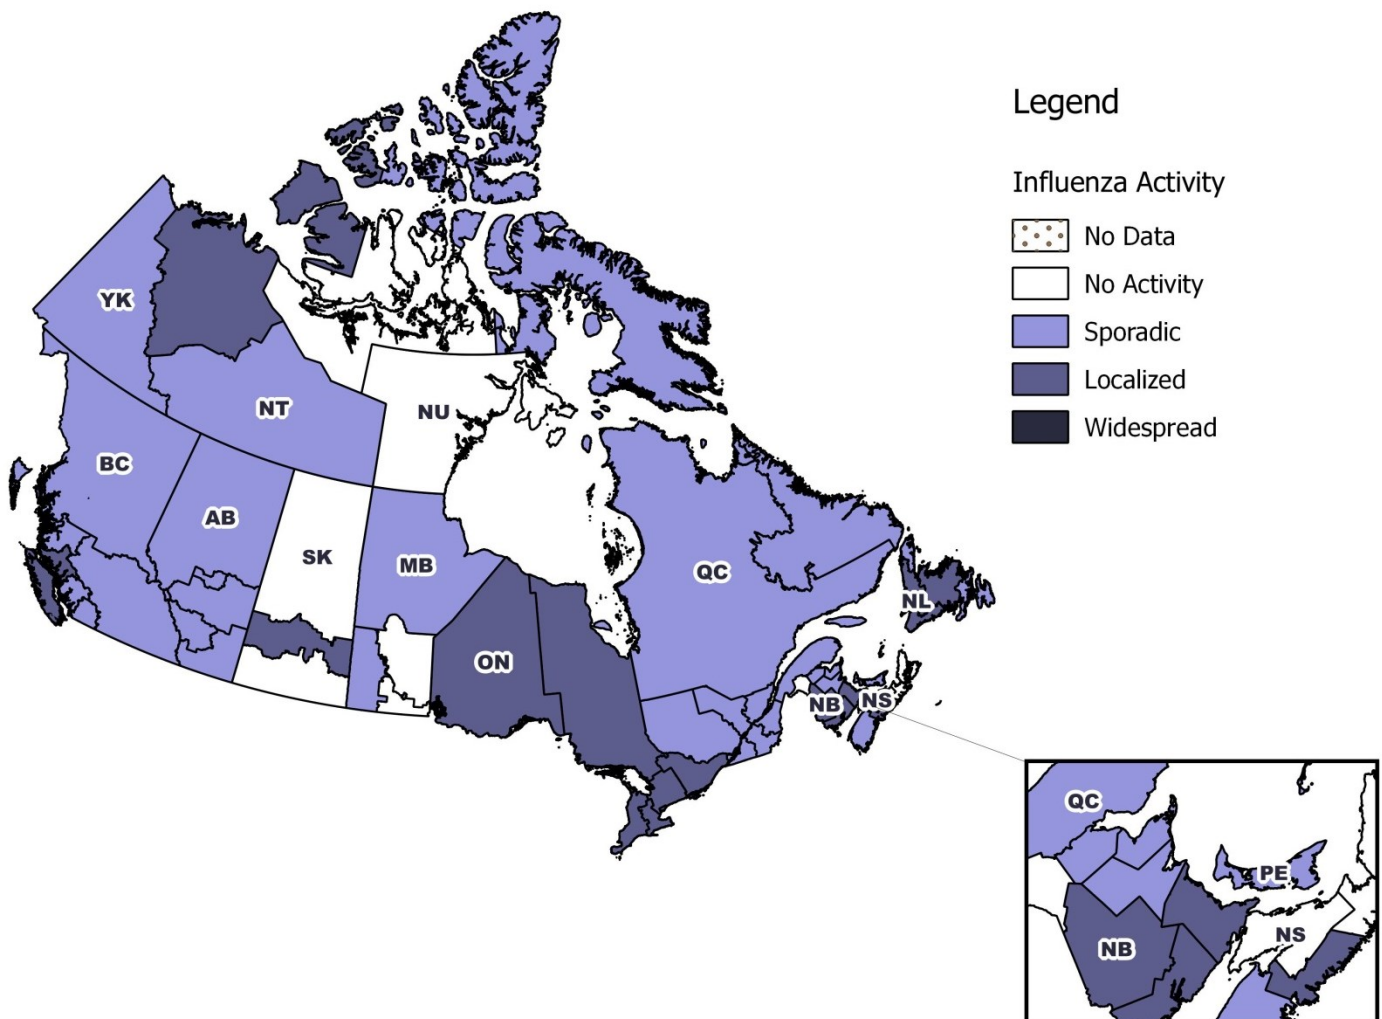 Legend
Influenza Activity
No Data
No Activity
Sporadic
Localized
Widespread
YK
NT
NU
BC
AB
SK
MB
QC
NL
ON
NB
NS
QC
PE
NS
NB